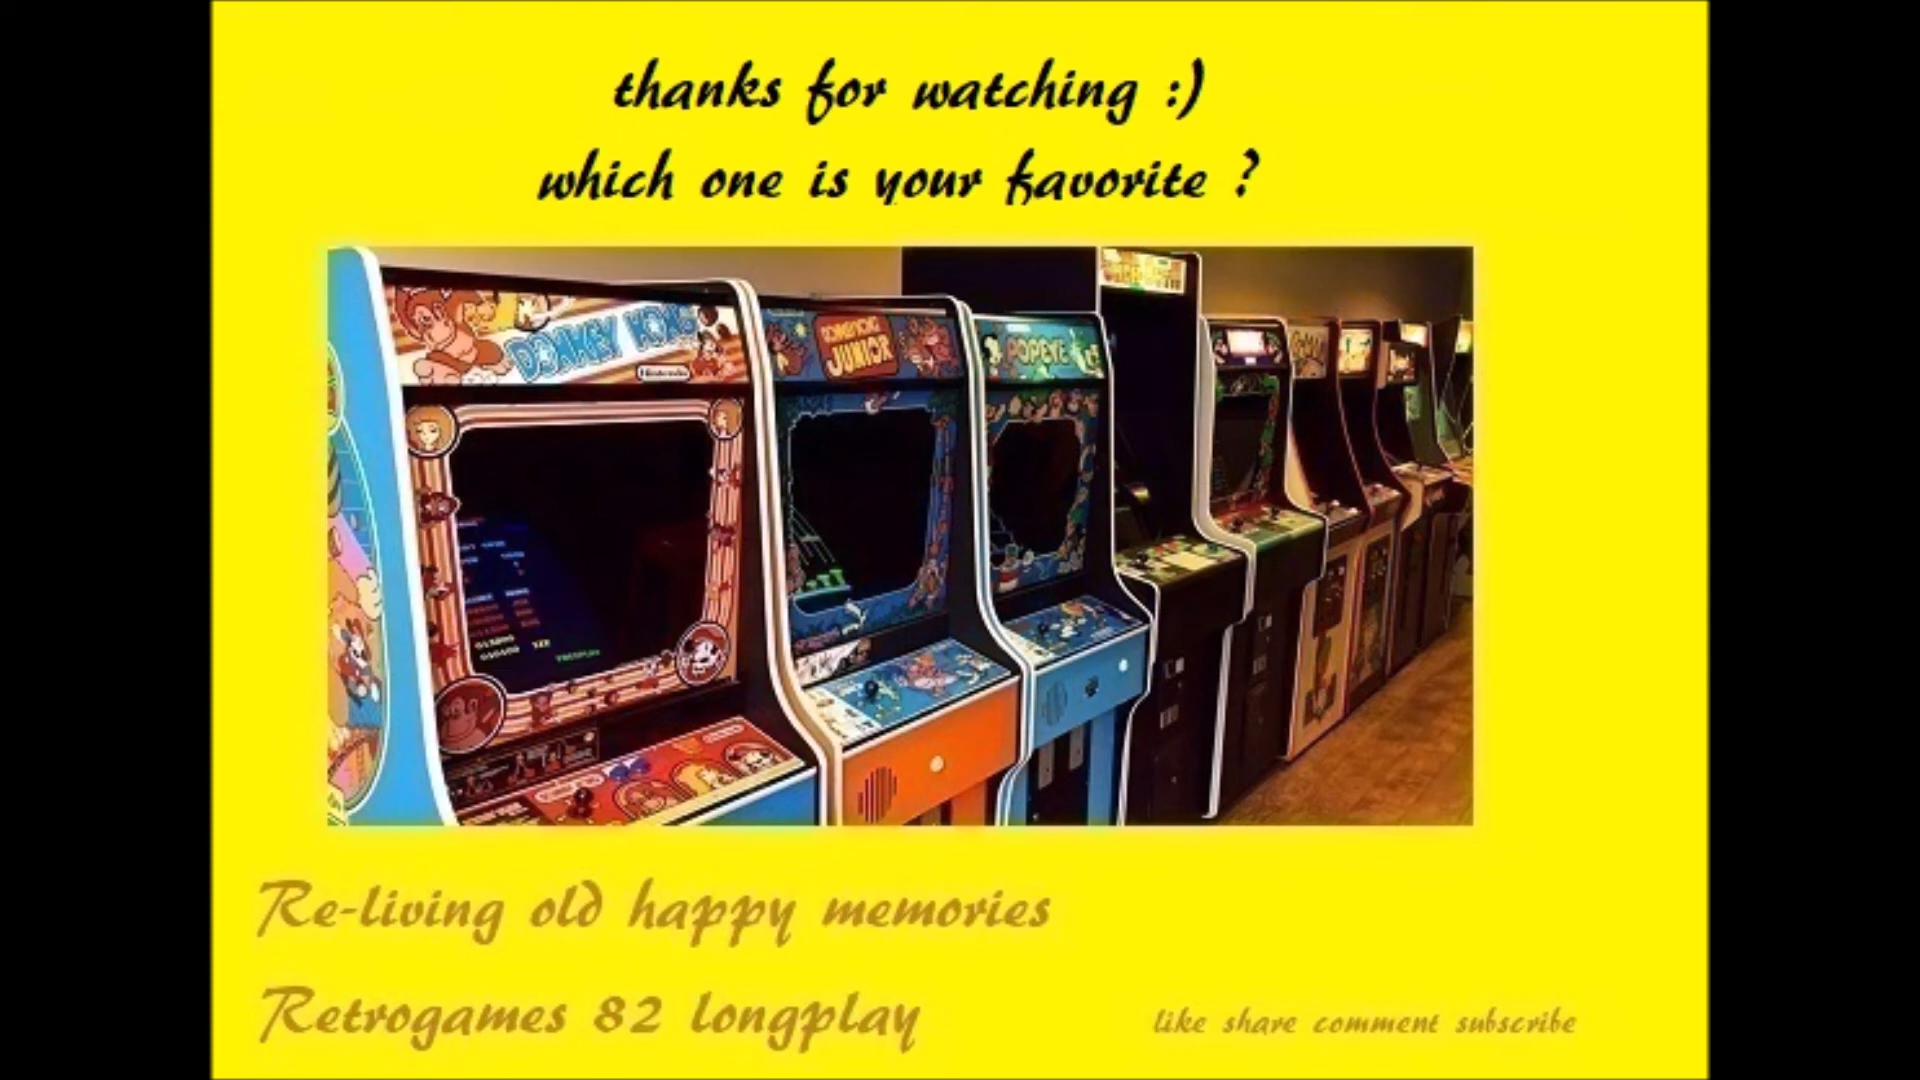 thanks for watching :)
which one is your favorite ?
DONKEY KONG
Nintendo
DONKEY KONG
JUNIOR
POPEYE
Re-living old happy memories
Retrogames 82 longplay
like share comment subscribe